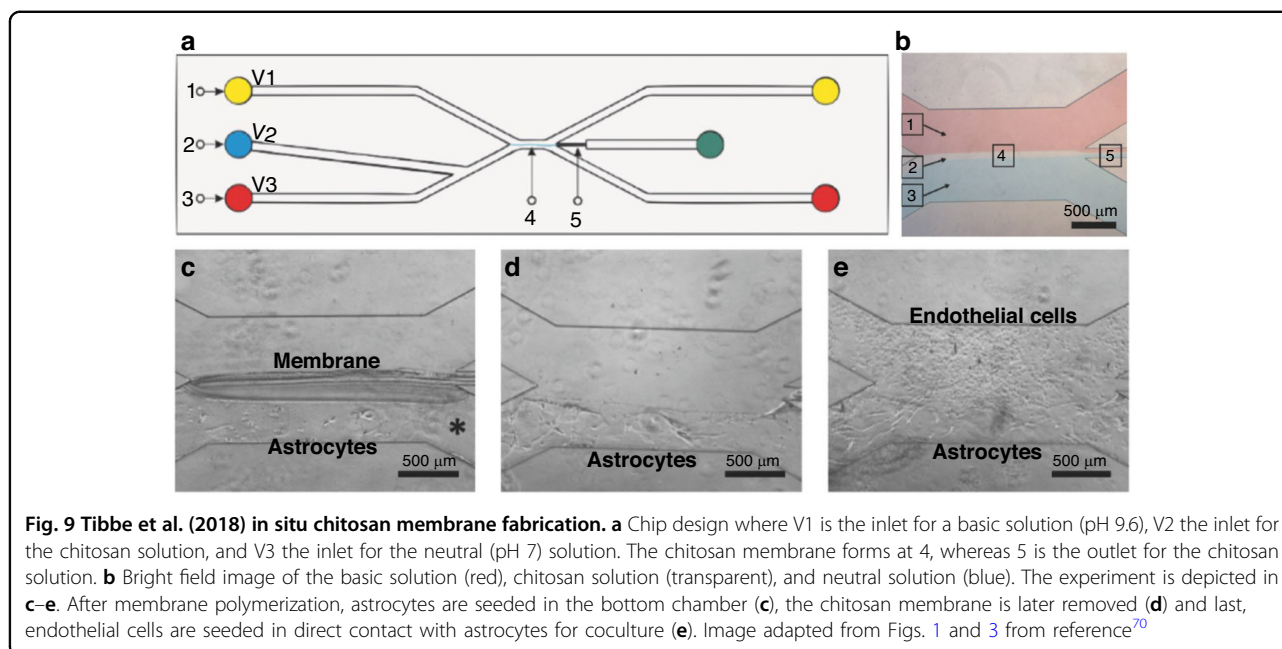 a
V1
1
V2
2
V3
3
4
5
b
1
2
3
4
5
500 μm
c
Membrane
Astrocytes
*
500 μm
d
Astrocytes
500 μm
e
Endothelial cells
Astrocytes
500 μm
Fig. 9 Tibbe et al. (2018) in situ chitosan membrane fabrication. a Chip design where V1 is the inlet for a basic solution (pH 9.6), V2 the inlet for
the chitosan solution, and V3 the inlet for the neutral (pH 7) solution. The chitosan membrane forms at 4, whereas 5 is the outlet for the chitosan
solution. b Bright field image of the basic solution (red), chitosan solution (transparent), and neutral solution (blue). The experiment is depicted in
c–e. After membrane polymerization, astrocytes are seeded in the bottom chamber (c), the chitosan membrane is later removed (d) and last,
endothelial cells are seeded in direct contact with astrocytes for coculture (e). Image adapted from Figs. 1 and 3 from reference70